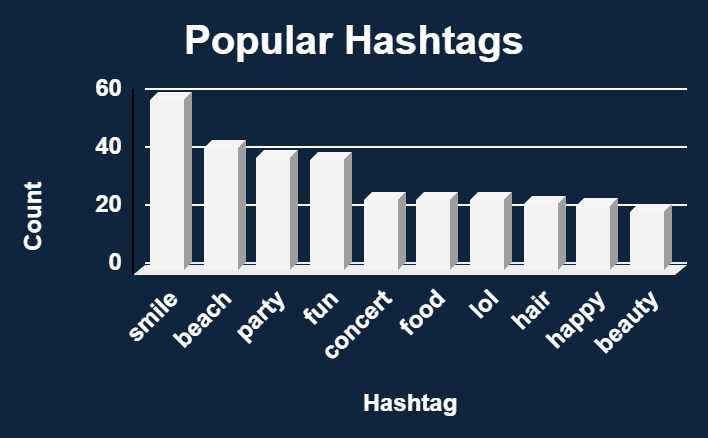 Popular Hashtags
60
40
20
0
Count
smile
beach
party
fun
concert
food
lol
hair
happy
beauty
Hashtag